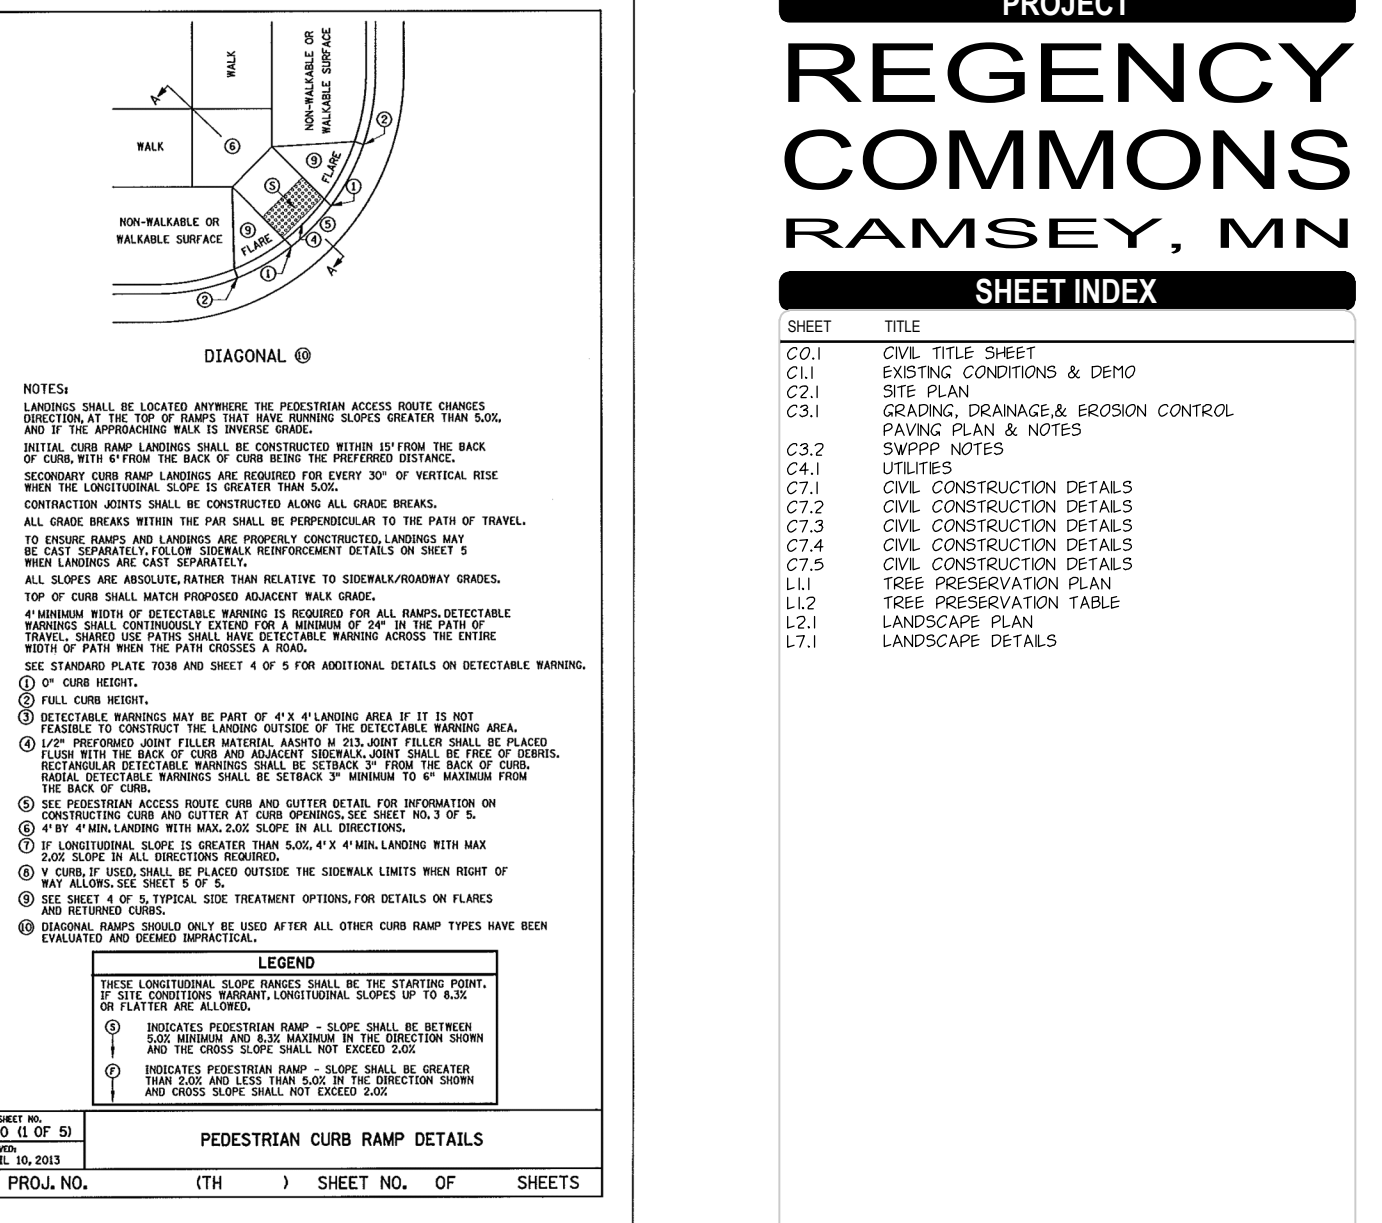 WALK
NON-WALKABLE OR
WALKABLE SURFACE
A
2
WALK
6
9
FLARE
S
1
NON-WALKABLE OR
WALKABLE SURFACE
9
FLARE
5
4
A
1
2
DIAGONAL 10
NOTES:
LANDINGS SHALL BE LOCATED ANYWHERE THE PEDESTRIAN ACCESS ROUTE CHANGES
DIRECTION, AT THE TOP OF RAMPS THAT HAVE RUNNING SLOPES GREATER THAN 5.0%,
AND IF THE APPROACHING WALK IS INVERSE GRADE.
INITIAL CURB RAMP LANDINGS SHALL BE CONSTRUCTED WITHIN 15' FROM THE BACK
OF CURB, WITH 6' FROM THE BACK OF CURB BEING THE PREFERRED DISTANCE.
SECONDARY CURB RAMP LANDINGS ARE REQUIRED FOR EVERY 30" OF VERTICAL RISE
WHEN THE LONGITUDINAL SLOPE IS GREATER THAN 5.0%.
CONTRACTION JOINTS SHALL BE CONSTRUCTED ALONG ALL GRADE BREAKS.
ALL GRADE BREAKS WITHIN THE PAR SHALL BE PERPENDICULAR TO THE PATH OF TRAVEL.
TO ENSURE RAMPS AND LANDINGS ARE PROPERLY CONCTRUCTED, LANDINGS MAY
BE CAST SEPARATELY. FOLLOW SIDEWALK REINFORCEMENT DETAILS ON SHEET 5
WHEN LANDINGS ARE CAST SEPARATELY.
ALL SLOPES ARE ABSOLUTE, RATHER THAN RELATIVE TO SIDEWALK/ROADWAY GRADES.
TOP OF CURB SHALL MATCH PROPOSED ADJACENT WALK GRADE.
4' MINIMUM WIDTH OF DETECTABLE WARNING IS REQUIRED FOR ALL RAMPS. DETECTABLE
WARNINGS SHALL CONTINUOUSLY EXTEND FOR A MINIMUM OF 24" IN THE PATH OF
TRAVEL. SHARED USE PATHS SHALL HAVE DETECTABLE WARNING ACROSS THE ENTIRE
WIDTH OF PATH WHEN THE PATH CROSSES A ROAD.
SEE STANDARD PLATE 7038 AND SHEET 4 OF 5 FOR ADDITIONAL DETAILS ON DETECTABLE WARNING.
1 0" CURB HEIGHT.
2 FULL CURB HEIGHT.
3 DETECTABLE WARNINGS MAY BE PART OF 4' X 4' LANDING AREA IF IT IS NOT
FEASIBLE TO CONSTRUCT THE LANDING OUTSIDE OF THE DETECTABLE WARNING AREA.
4 1/2" PREFORMED JOINT FILLER MATERIAL AASHTO M 213. JOINT FILLER SHALL BE PLACED
FLUSH WITH THE BACK OF CURB AND ADJACENT SIDEWALK. JOINT SHALL BE FREE OF DEBRIS.
RECTANGULAR DETECTABLE WARNINGS SHALL BE SETBACK 3" FROM THE BACK OF CURB.
RADIAL DETECTABLE WARNINGS SHALL BE SETBACK 3" MINIMUM TO 6" MAXIMUM FROM
THE BACK OF CURB.
5 SEE PEDESTRIAN ACCESS ROUTE CURB AND GUTTER DETAIL FOR INFORMATION ON
CONSTRUCTING CURB AND GUTTER AT CURB OPENINGS. SEE SHEET NO. 3 OF 5.
6 4' BY 4' MIN. LANDING WITH MAX. 2.0% SLOPE IN ALL DIRECTIONS.
7 IF LONGITUDINAL SLOPE IS GREATER THAN 5.0%, 4' X 4' MIN. LANDING WITH MAX
2.0% SLOPE IN ALL DIRECTIONS REQUIRED.
8 V CURB, IF USED, SHALL BE PLACED OUTSIDE THE SIDEWALK LIMITS WHEN RIGHT OF
WAY ALLOWS. SEE SHEET 5 OF 5.
9 SEE SHEET 4 OF 5, TYPICAL SIDE TREATMENT OPTIONS, FOR DETAILS ON FLARES
AND RETURNED CURBS.
10 DIAGONAL RAMPS SHOULD ONLY BE USED AFTER ALL OTHER CURB RAMP TYPES HAVE BEEN
EVALUATED AND DEEMED IMPRACTICAL.
LEGEND
THESE LONGITUDINAL SLOPE RANGES SHALL BE THE STARTING POINT.
IF SITE CONDITIONS WARRANT, LONGITUDINAL SLOPES UP TO 8.3%
OR FLATTER ARE ALLOWED.
S INDICATES PEDESTRIAN RAMP - SLOPE SHALL BE BETWEEN
5.0% MINIMUM AND 8.3% MAXIMUM IN THE DIRECTION SHOWN
AND THE CROSS SLOPE SHALL NOT EXCEED 2.0%
F INDICATES PEDESTRIAN RAMP - SLOPE SHALL BE GREATER
THAN 2.0% AND LESS THAN 5.0% IN THE DIRECTION SHOWN
AND CROSS SLOPE SHALL NOT EXCEED 2.0%
SHEET NO.
0 (1 OF 5)
VED:
IL 10, 2013
PEDESTRIAN CURB RAMP DETAILS
PROJ. NO. (TH ) SHEET NO. OF SHEETS
PROJECT
REGENCY
COMMONS
RAMSEY, MN
SHEET INDEX
SHEET TITLE
C0.1 CIVIL TITLE SHEET
C1.1 EXISTING CONDITIONS & DEMO
C2.1 SITE PLAN
C3.1 GRADING, DRAINAGE,& EROSION CONTROL
PAVING PLAN & NOTES
C3.2 SWPPP NOTES
C4.1 UTILITIES
C7.1 CIVIL CONSTRUCTION DETAILS
C7.2 CIVIL CONSTRUCTION DETAILS
C7.3 CIVIL CONSTRUCTION DETAILS
C7.4 CIVIL CONSTRUCTION DETAILS
C7.5 CIVIL CONSTRUCTION DETAILS
L1.1 TREE PRESERVATION PLAN
L1.2 TREE PRESERVATION TABLE
L2.1 LANDSCAPE PLAN
L7.1 LANDSCAPE DETAILS